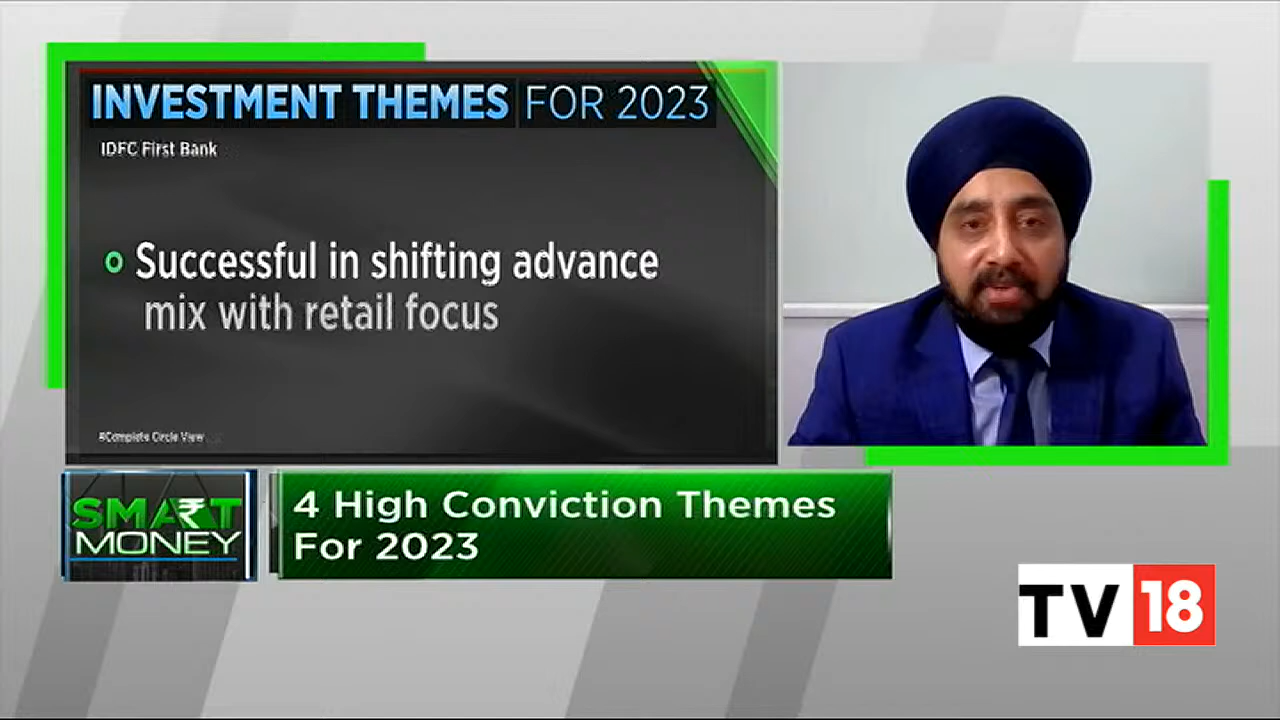 INVESTMENT THEMES FOR 2023
IDFC First Bank
Successful in shifting advance
mix with retail focus
#Complete Circle View
SMA₹T
MONEY
4 High Conviction Themes
For 2023
TV18